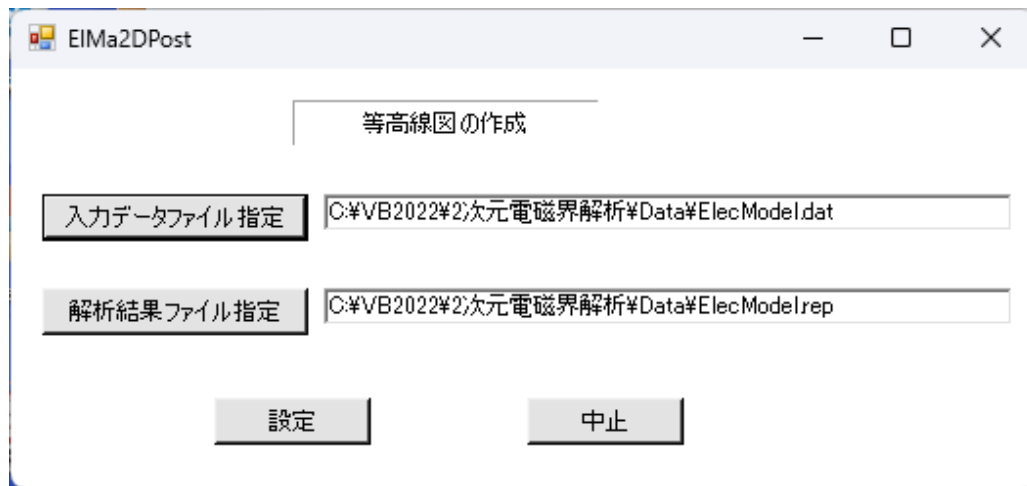 ElMa2DPost
等高線図の作成
入力データファイル指定
C:¥VB2022¥2次元電磁界解析¥Data¥ElecModel.dat
解析結果ファイル指定
C:¥VB2022¥2次元電磁界解析¥Data¥ElecModel.rep
設定
中止